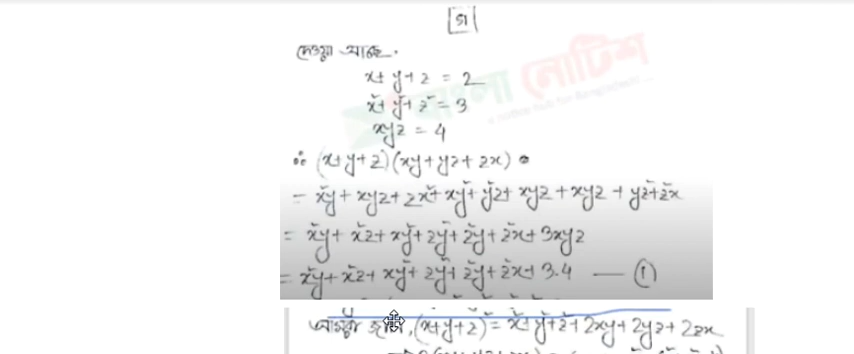 গ
দেওয়া আছে,
x+y+z = 2
x²+y²+z² = 3
xyz = 4
∴ (x+y+z)(xy+yz+zx)
= x²y+xyz+zx²+xy²+y²z+xyz+xyz+yz²+z²x
= x²y+x²z+xy²+zy²+z²y+z²x+3xyz
= x²y+x²z+xy²+zy²+z²y+z²x+3.4 — (1)
আমরা জানি, (x+y+z)² = x²+y²+z²+2xy+2yz+2zx